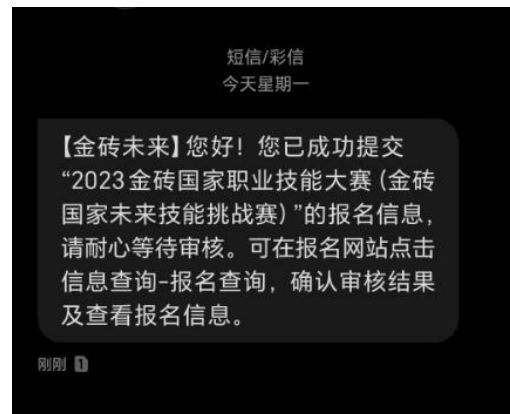 短信/彩信
今天星期一
【金砖未来】您好！您已成功提交
“2023金砖国家职业技能大赛（金砖
国家未来技能挑战赛）”的报名信息，
请耐心等待审核。可在报名网站点击
信息查询-报名查询，确认审核结果
及查看报名信息。
刚刚 1